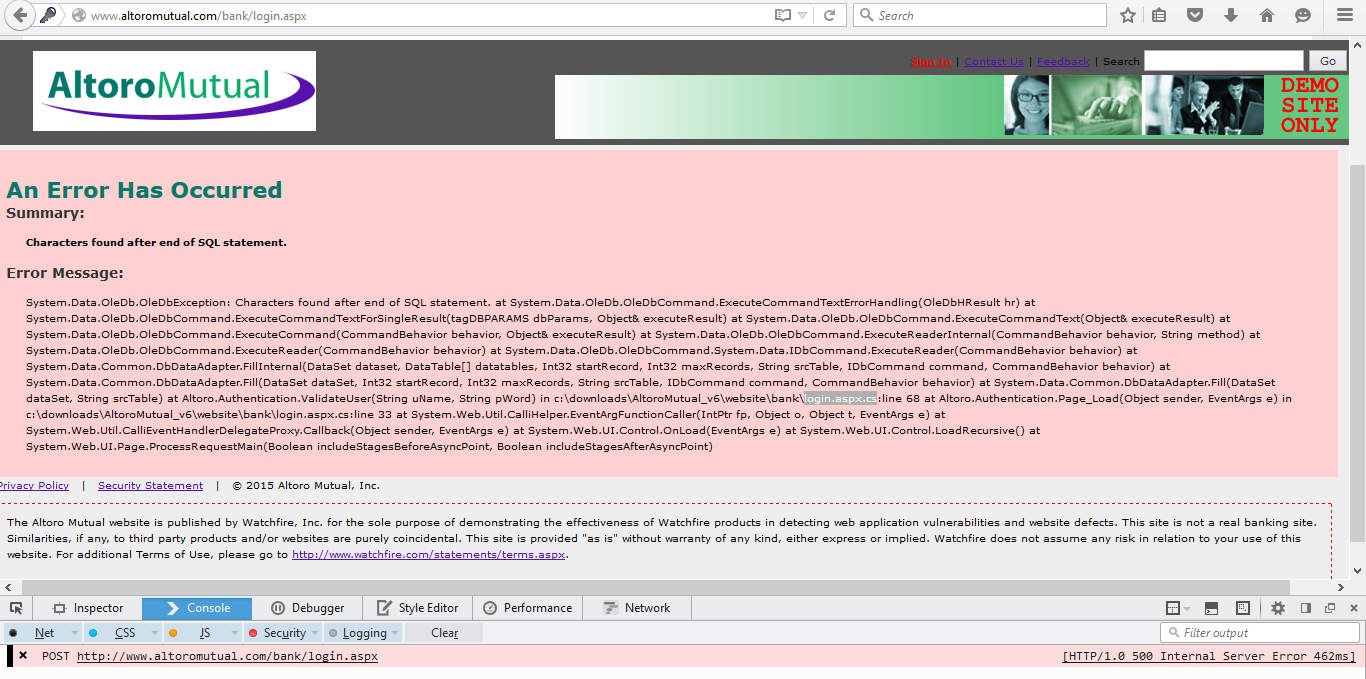 www.altoromutual.com/bank/login.aspx
Search
AltoroMutual
Sign In | Contact Us | Feedback | Search
Go
DEMO
SITE
ONLY
An Error Has Occurred
Summary:
Characters found after end of SQL statement.
Error Message:
System.Data.OleDb.OleDbException: Characters found after end of SQL statement. at System.Data.OleDb.OleDbCommand.ExecuteCommandTextErrorHandling(OleDbHResult hr) at
System.Data.OleDb.OleDbCommand.ExecuteCommandTextForSingleResult(tagDBPARAMS dbParams, Object& executeResult) at System.Data.OleDb.OleDbCommand.ExecuteCommandText(Object& executeResult) at
System.Data.OleDb.OleDbCommand.ExecuteCommand(CommandBehavior behavior, Object& executeResult) at System.Data.OleDb.OleDbCommand.ExecuteReaderInternal(CommandBehavior behavior, String method) at
System.Data.OleDb.OleDbCommand.ExecuteReader(CommandBehavior behavior) at System.Data.OleDb.OleDbCommand.System.Data.IDbCommand.ExecuteReader(CommandBehavior behavior) at
System.Data.Common.DbDataAdapter.FillInternal(DataSet dataset, DataTable[] datatables, Int32 startRecord, Int32 maxRecords, String srcTable, IDbCommand command, CommandBehavior behavior) at
System.Data.Common.DbDataAdapter.Fill(DataSet dataSet, Int32 startRecord, Int32 maxRecords, String srcTable, IDbCommand command, CommandBehavior behavior) at System.Data.Common.DbDataAdapter.Fill(DataSet
dataSet, String srcTable) at Altoro.Authentication.ValidateUser(String uName, String pWord) in c:\downloads\AltoroMutual_v6\website\bank\login.aspx.cs:line 68 at Altoro.Authentication.Page_Load(Object sender, EventArgs e) in
c:\downloads\AltoroMutual_v6\website\bank\login.aspx.cs:line 33 at System.Web.Util.CalliHelper.EventArgFunctionCaller(IntPtr fp, Object o, Object t, EventArgs e) at
System.Web.Util.CalliEventHandlerDelegateProxy.Callback(Object sender, EventArgs e) at System.Web.UI.Control.OnLoad(EventArgs e) at System.Web.UI.Control.LoadRecursive() at
System.Web.UI.Page.ProcessRequestMain(Boolean includeStagesBeforeAsyncPoint, Boolean includeStagesAfterAsyncPoint)
Privacy Policy | Security Statement | © 2015 Altoro Mutual, Inc.
The Altoro Mutual website is published by Watchfire, Inc. for the sole purpose of demonstrating the effectiveness of Watchfire products in detecting web application vulnerabilities and website defects. This site is not a real banking site.
Similarities, if any, to third party products and/or websites are purely coincidental. This site is provided "as is" without warranty of any kind, either express or implied. Watchfire does not assume any risk in relation to your use of this
website. For additional Terms of Use, please go to http://www.watchfire.com/statements/terms.aspx.
Inspector Console Debugger Style Editor Performance Network
Net CSS JS Security Logging Clear Filter output
POST http://www.altoromutual.com/bank/login.aspx [HTTP/1.0 500 Internal Server Error 462ms]